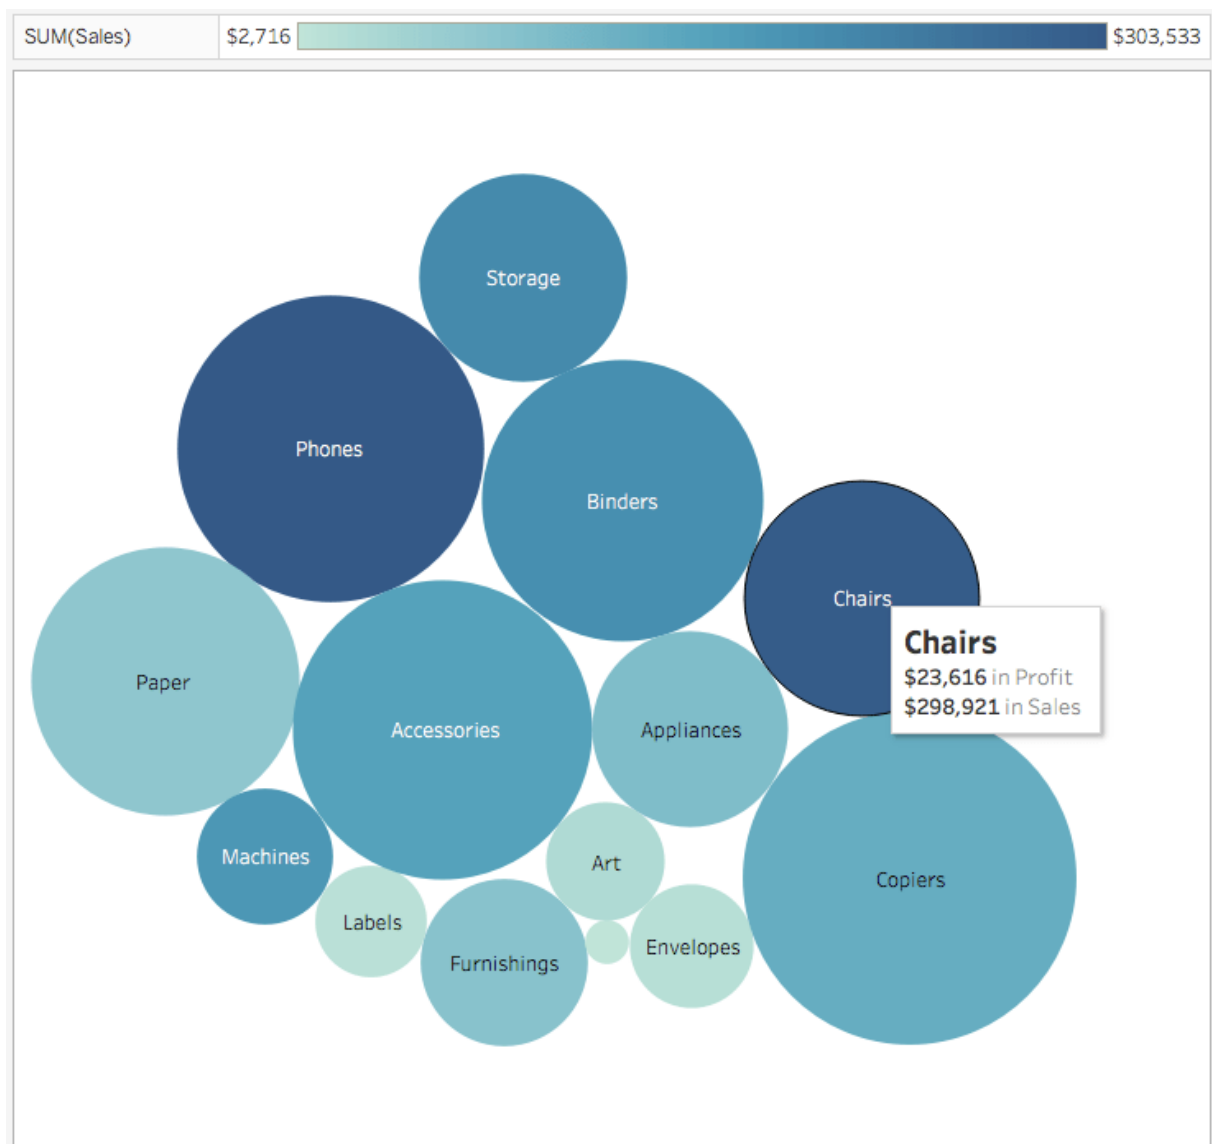 SUM(Sales)
$2,716
$303,533
Storage
Phones
Binders
Chairs
Chairs
$23,616 in Profit
$298,921 in Sales
Paper
Accessories
Appliances
Machines
Art
Copiers
Labels
Envelopes
Furnishings